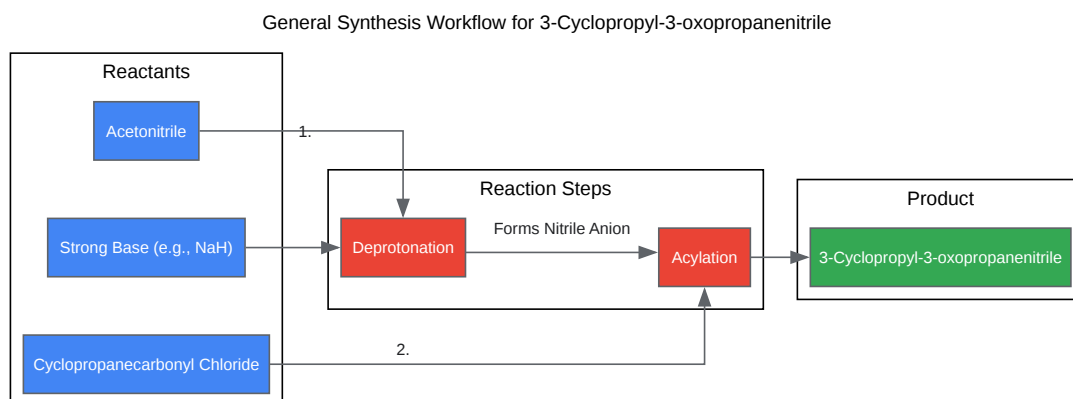 General Synthesis Workflow for 3-Cyclopropyl-3-oxopropanenitrile
Reactants
Acetonitrile
1.
Strong Base (e.g., NaH)
Cyclopropanecarbonyl Chloride
2.
Reaction Steps
Deprotonation
Forms Nitrile Anion
Acylation
Product
3-Cyclopropyl-3-oxopropanenitrile